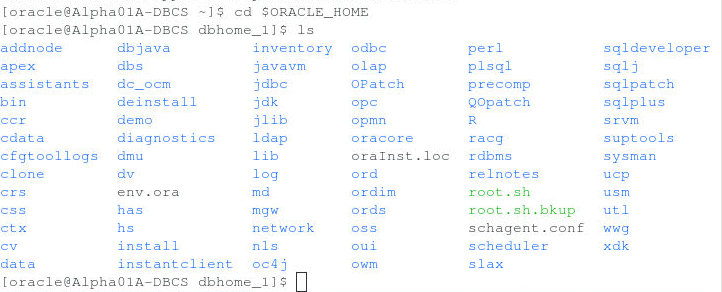 [oracle@Alpha01A-DBCS ~]$ cd $ORACLE_HOME
[oracle@Alpha01A-DBCS dbhome_1]$ ls
addnode dbjava inventory odbc perl sqldeveloper
apex dbs javavm olap plsql sqlj
assistants dc_ocm jdbc OPatch precomp sqlpatch
bin deinstall jdk opc QOpatch sqlplus
ccr demo jlib opmn R srvm
cdata diagnostics ldap oracore racg suptools
cfgtoollogs dmu lib oraInst.loc rdbms sysman
clone dv log ord relnotes ucp
crs env.ora md ordim root.sh usm
css has mgw ords root.sh.bkup utl
ctx hs network oss schagent.conf wwg
cv install nls oui scheduler xdk
data instantclient oc4j owm slax
[oracle@Alpha01A-DBCS dbhome_1]$